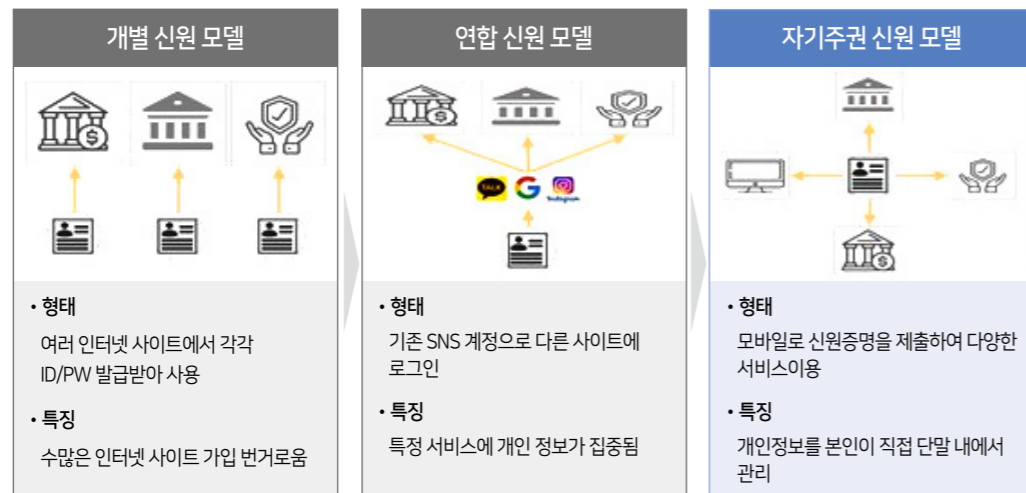 개별 신원 모델
• 형태
여러 인터넷 사이트에서 각각
ID/PW 발급받아 사용
• 특징
수많은 인터넷 사이트 가입 번거로움
연합 신원 모델
TALK
G
Instagram
• 형태
기존 SNS 계정으로 다른 사이트에
로그인
• 특징
특정 서비스에 개인 정보가 집중됨
자기주권 신원 모델
• 형태
모바일로 신원증명을 제출하여 다양한
서비스이용
• 특징
개인정보를 본인이 직접 단말 내에서
관리